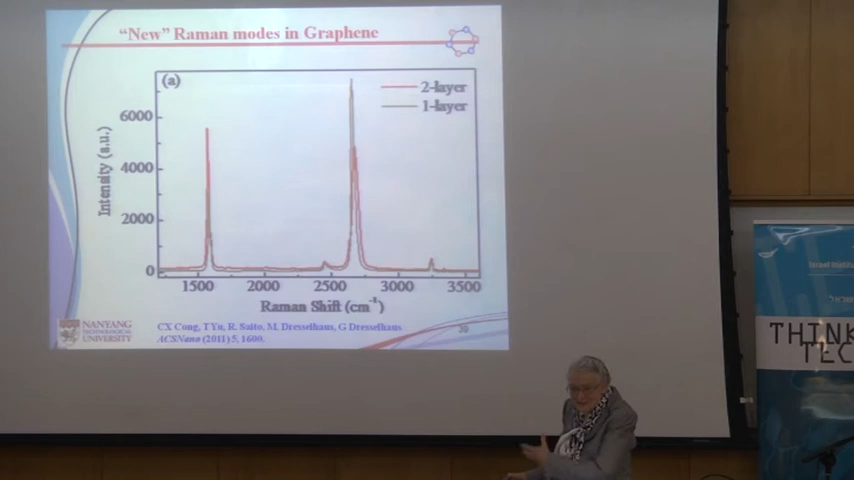 "New" Raman modes in Graphene
(a)
2-layer
1-layer
6000
4000
2000
0
Intensity (a.u.)
1500 2000 2500 3000 3500
Raman Shift (cm⁻¹)
NANYANG
TECHNOLOGICAL
UNIVERSITY
CX Cong, T Yu, R. Saito, M. Dresselhaus, G Dresselhaus
ACSNano (2011) 5, 1600.
Israel
THINK
TEC